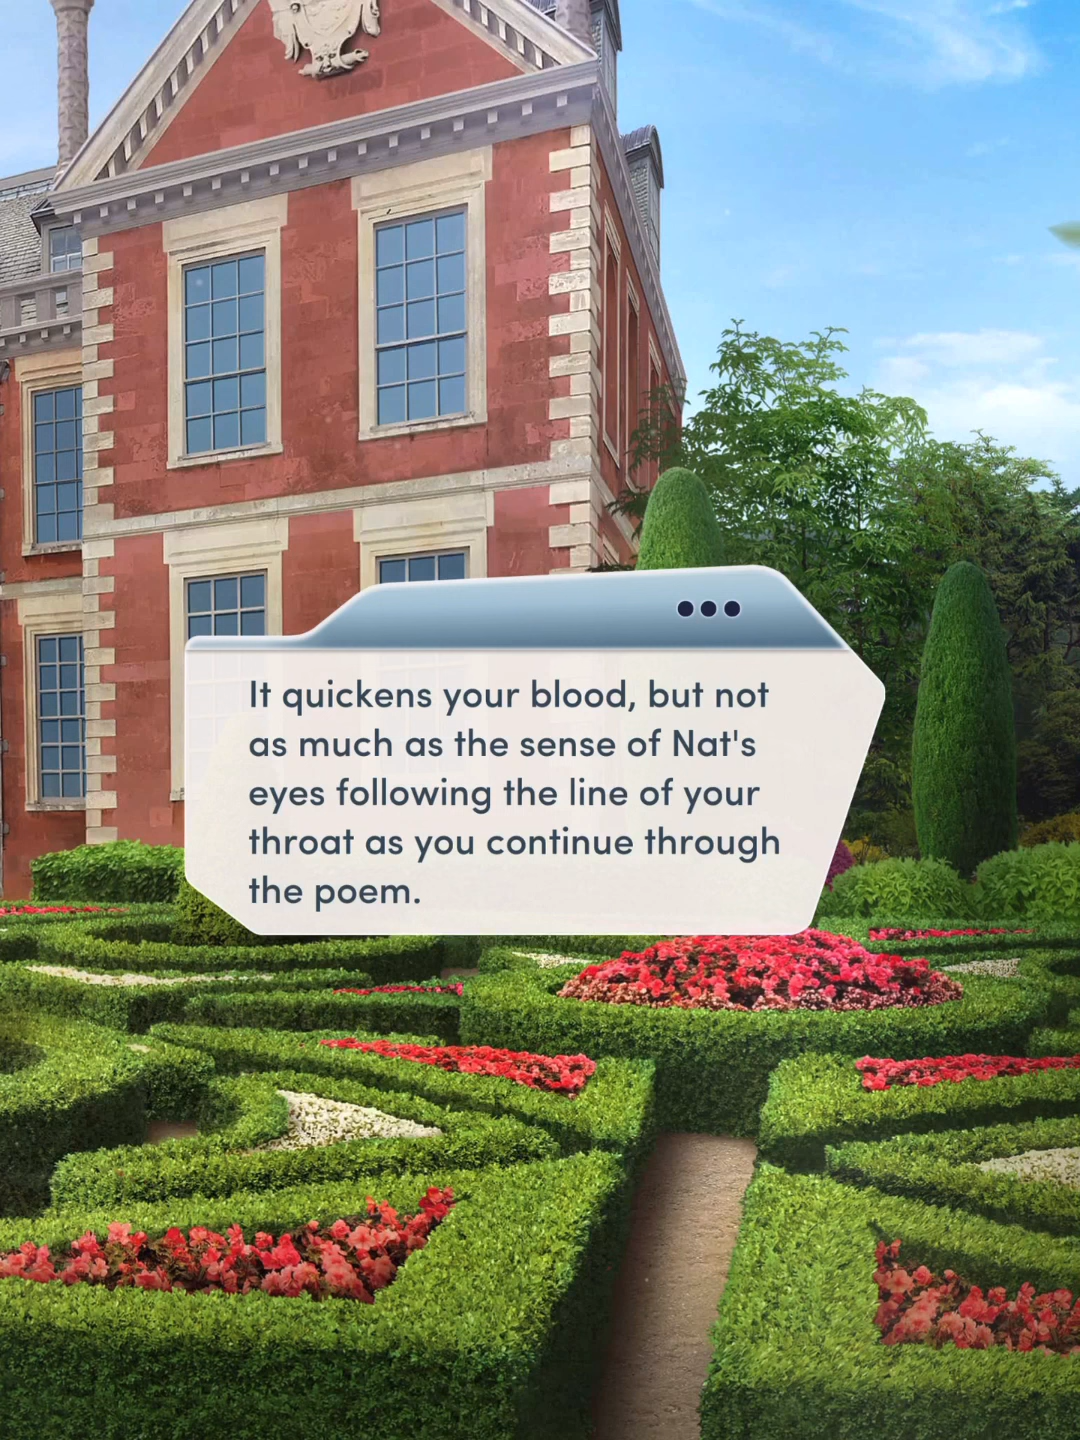 It quickens your blood, but not
as much as the sense of Nat's
eyes following the line of your
throat as you continue through
the poem.